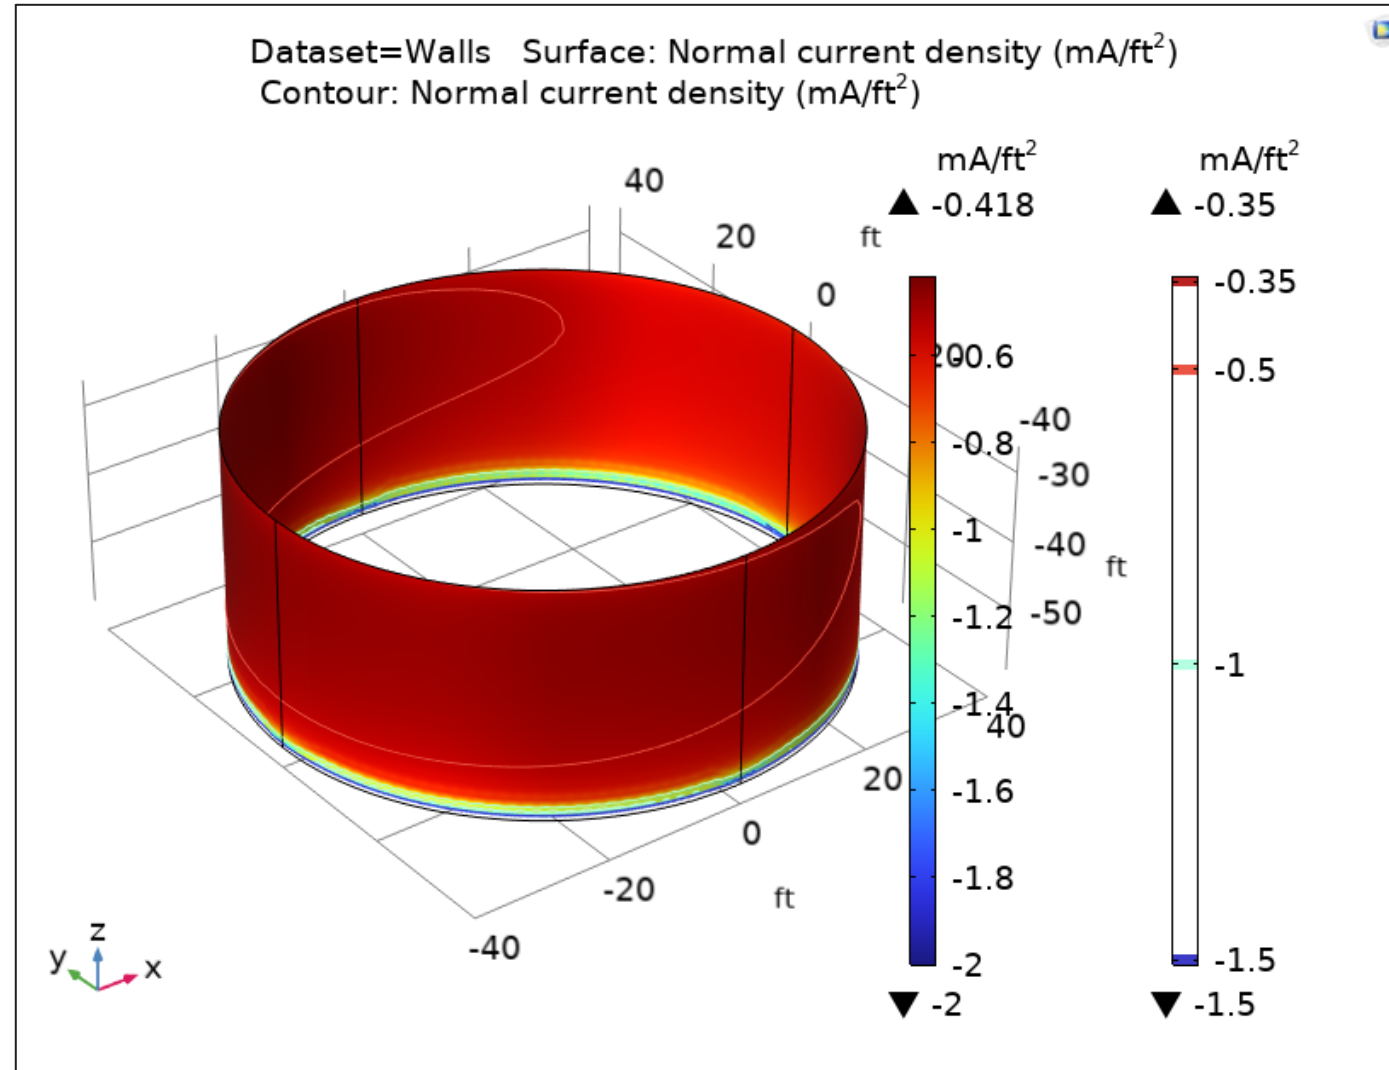 Dataset=Walls Surface: Normal current density (mA/ft²)
Contour: Normal current density (mA/ft²)
mA/ft²
▲ -0.418
-0.6
-0.8
-1
-1.2
-1.4
-1.6
-1.8
-2
▼ -2
mA/ft²
▲ -0.35
-0.35
-0.5
-1
-1.5
▼ -1.5
40
20
0
-40
ft
-30
-40
-50
ft
40
20
0
-20
-40
ft
y
z
x